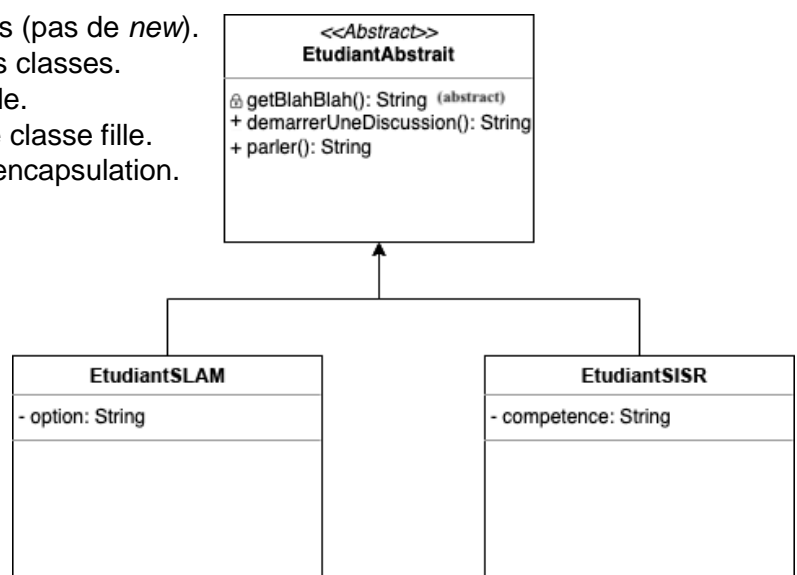 s (pas de new).
s classes.
le.
classe fille.
encapsulation.
<<Abstract>>
EtudiantAbstrait
getBlahBlah(): String (abstract)
+ demarrerUneDiscussion(): String
+ parler(): String
EtudiantSLAM
- option: String
EtudiantSISR
- competence: String